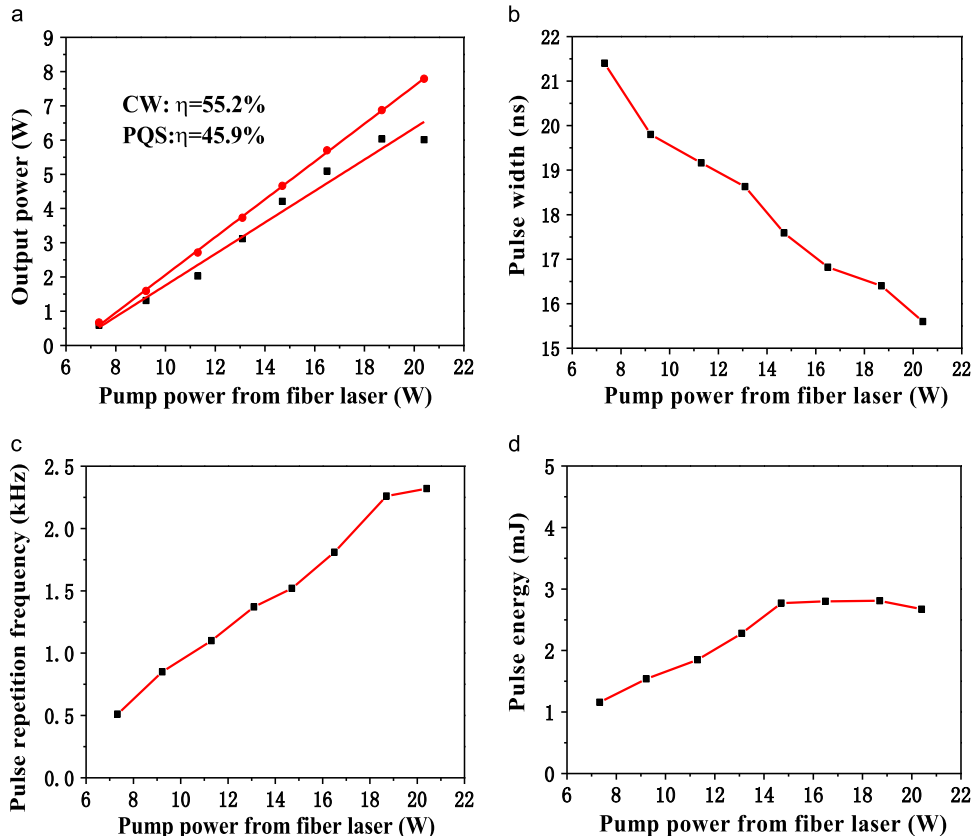 a
9
8
7
6
5
4
3
2
1
0
Output power (W)
CW: η=55.2%
PQS:η=45.9%
6 8 10 12 14 16 18 20 22
Pump power from fiber laser (W)
b
22
21
20
19
18
17
16
15
Pulse width (ns)
6 8 10 12 14 16 18 20 22
Pump power from fiber laser (W)
c
2.5
2.0
1.5
1.0
0.5
0.0
Pulse repetition frequency (kHz)
6 8 10 12 14 16 18 20 22
Pump power from fiber laser (W)
d
5
4
3
2
1
0
Pulse energy (mJ)
6 8 10 12 14 16 18 20 22
Pump power from fiber laser (W)